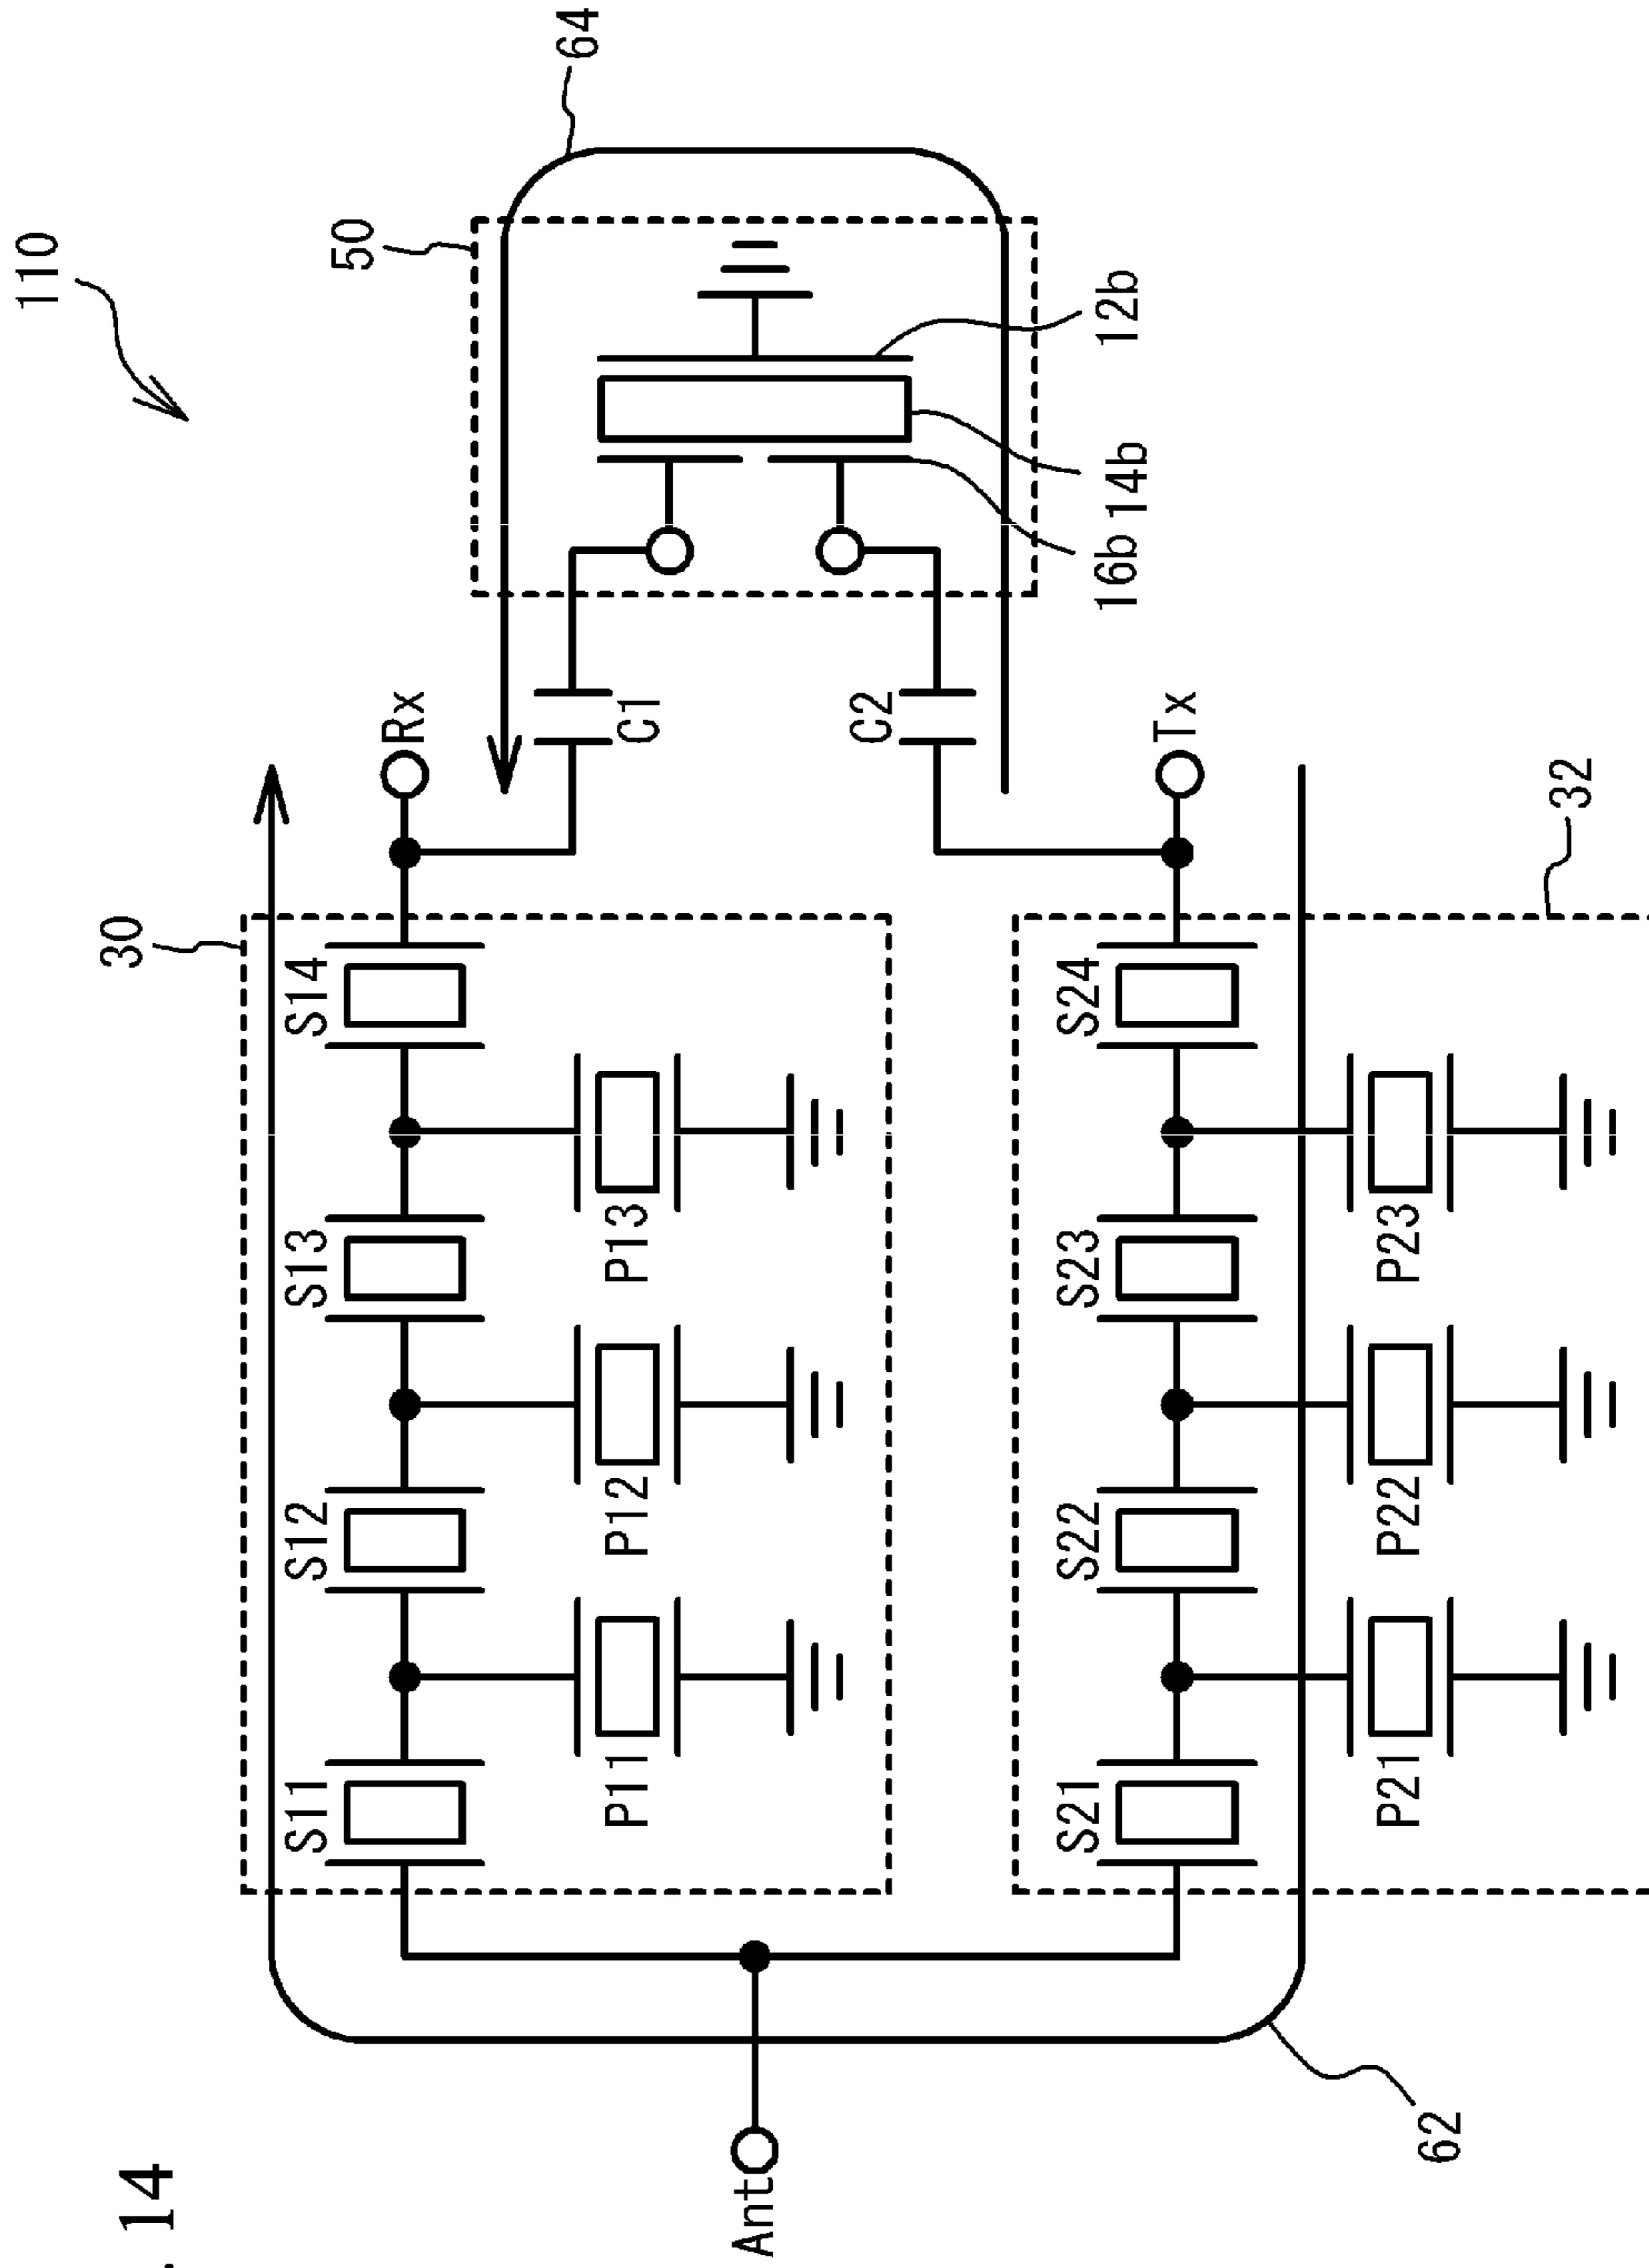 . 14
110
30
50
64
S11
S12
S13
S14
Rx
P11
P12
P13
C1
Ant
C2
S21
S22
S23
S24
Tx
16b
14b
12b
P21
P22
P23
32
62